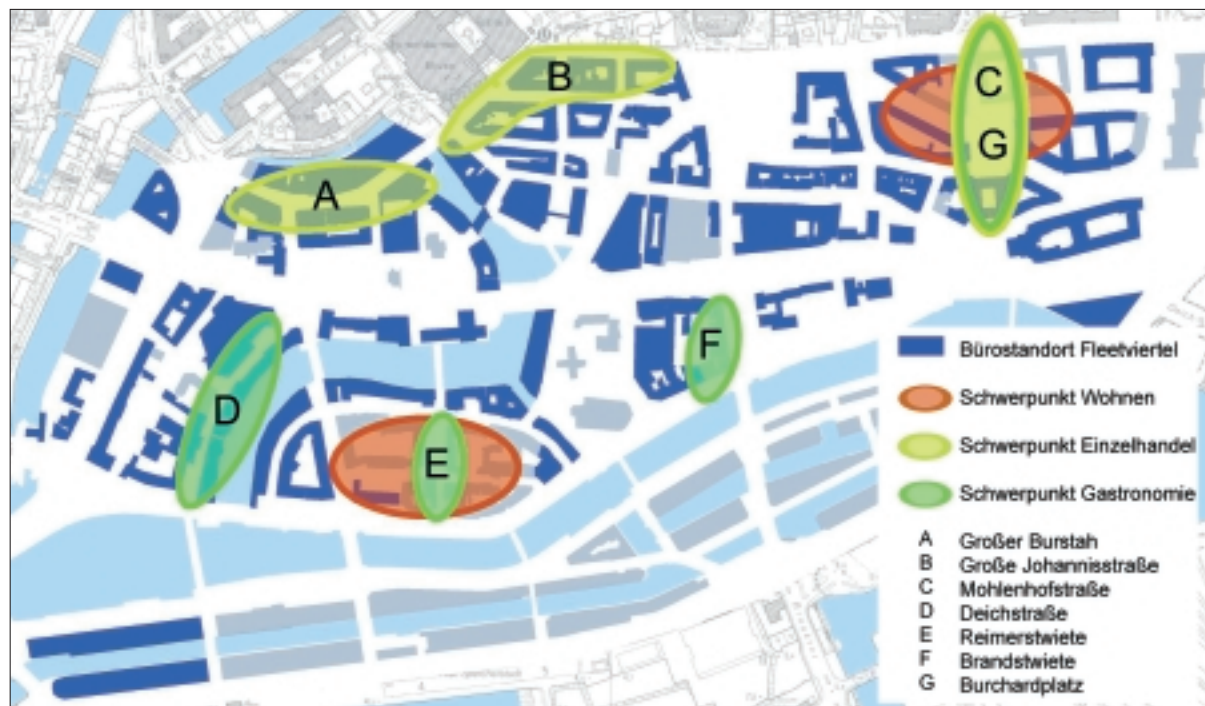 B
C
G
A
F
D
E
Bürostandort Fleetviertel
Schwerpunkt Wohnen
Schwerpunkt Einzelhandel
Schwerpunkt Gastronomie
A Großer Burstah
B Große Johannisstraße
C Mohlenhofstraße
D Deichstraße
E Reimerstwiete
F Brandstwiete
G Burchardplatz